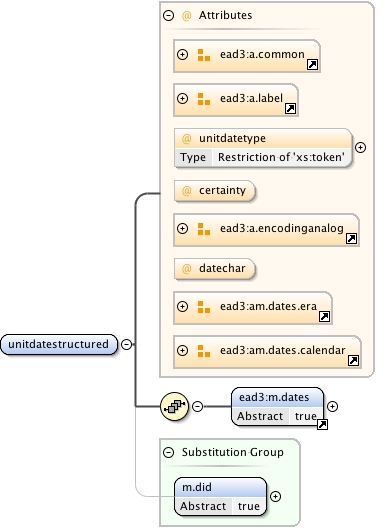 @ Attributes
ead3:a.common
ead3:a.label
@ unitdatetype
Type Restriction of 'xs:token'
@ certainty
ead3:a.encodinganalog
@ datechar
ead3:am.dates.era
unitdatestructured
ead3:am.dates.calendar
ead3:m.dates
Abstract true
Substitution Group
m.did
Abstract true